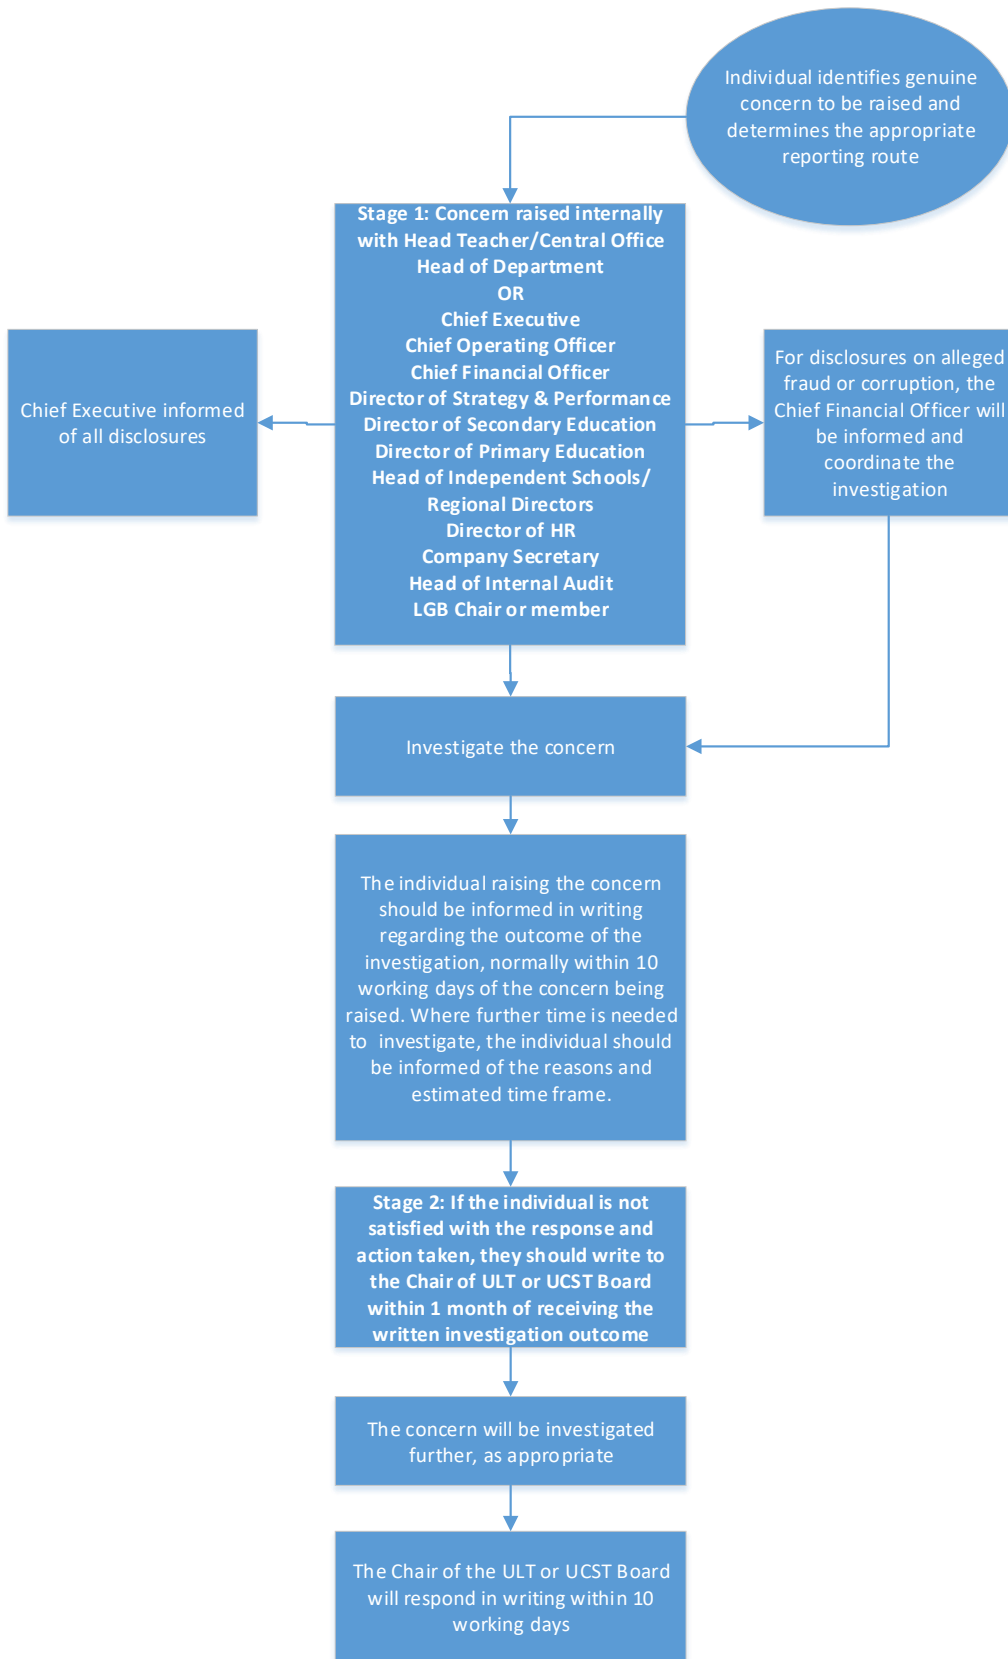 Individual identifies genuine
concern to be raised and
determines the appropriate
reporting route
Stage 1: Concern raised internally
with Head Teacher/Central Office
Head of Department
OR
Chief Executive
Chief Operating Officer
Chief Financial Officer
Director of Strategy & Performance
Director of Secondary Education
Director of Primary Education
Head of Independent Schools/
Regional Directors
Director of HR
Company Secretary
Head of Internal Audit
LGB Chair or member
Chief Executive informed
of all disclosures
For disclosures on alleged
fraud or corruption, the
Chief Financial Officer will
be informed and
coordinate the
investigation
Investigate the concern
The individual raising the concern
should be informed in writing
regarding the outcome of the
investigation, normally within 10
working days of the concern being
raised. Where further time is needed
to investigate, the individual should
be informed of the reasons and
estimated time frame.
Stage 2: If the individual is not
satisfied with the response and
action taken, they should write to
the Chair of ULT or UCST Board
within 1 month of receiving the
written investigation outcome
The concern will be investigated
further, as appropriate
The Chair of the ULT or UCST Board
will respond in writing within 10
working days